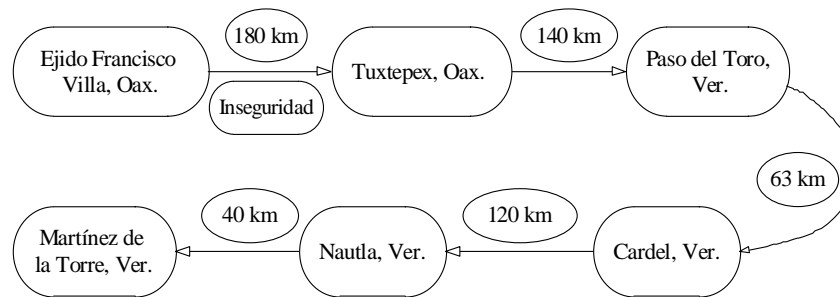 180 km
140 km
Ejido Francisco
Villa, Oax.
Inseguridad
Tuxtepex, Oax.
Paso del Toro,
Ver.
63 km
40 km
120 km
Martínez de
la Torre, Ver.
Nautla, Ver.
Cardel, Ver.